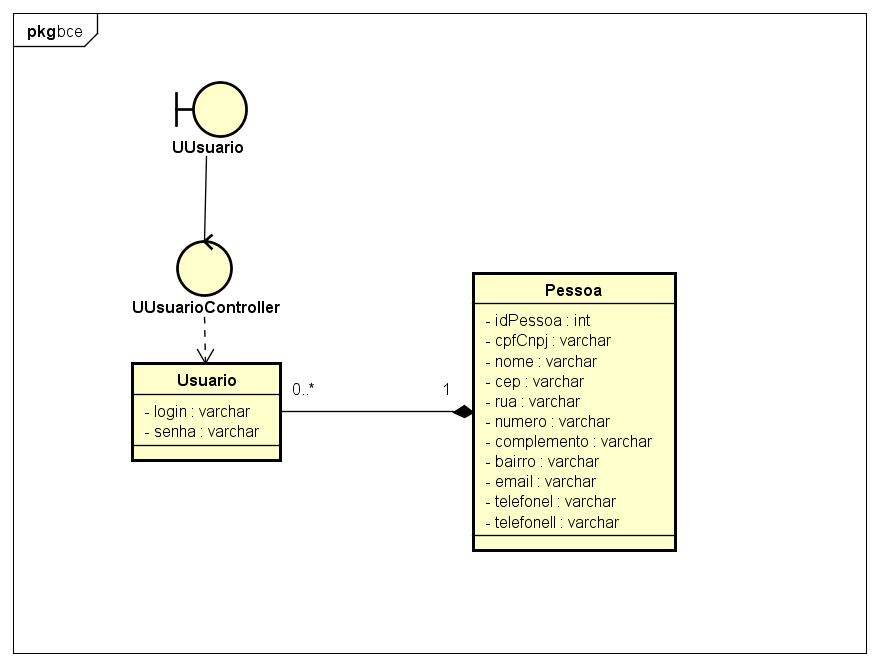 pkg bce
UUsuario
UUsuarioController
Usuario
- login : varchar
- senha : varchar
0..*
1
Pessoa
- idPessoa : int
- cpfCnpj : varchar
- nome : varchar
- cep : varchar
- rua : varchar
- numero : varchar
- complemento : varchar
- bairro : varchar
- email : varchar
- telefoneI : varchar
- telefoneII : varchar